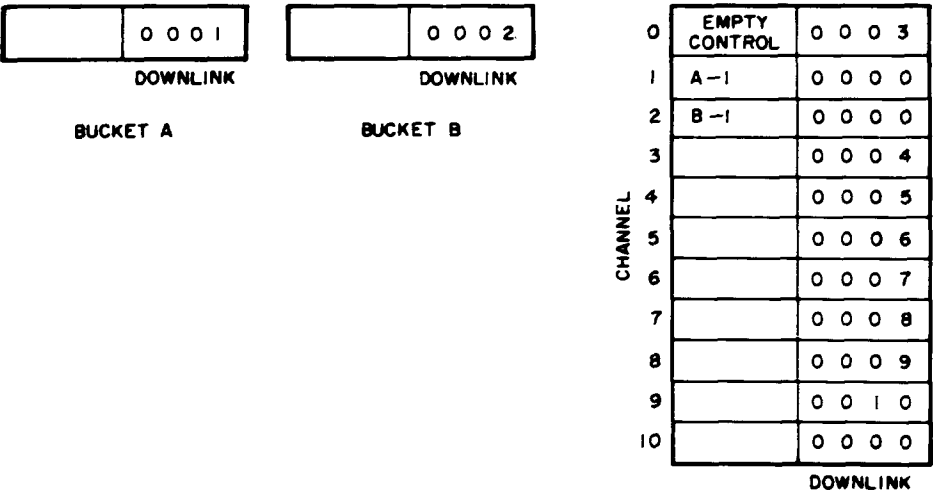 0 0 0 1
DOWNLINK
BUCKET A
0 0 0 2
DOWNLINK
BUCKET B
CHANNEL
0 EMPTY CONTROL 0 0 0 3
1 A-1 0 0 0 0
2 B-1 0 0 0 0
3 0 0 0 4
4 0 0 0 5
5 0 0 0 6
6 0 0 0 7
7 0 0 0 8
8 0 0 0 9
9 0 0 1 0
10 0 0 0 0
DOWNLINK